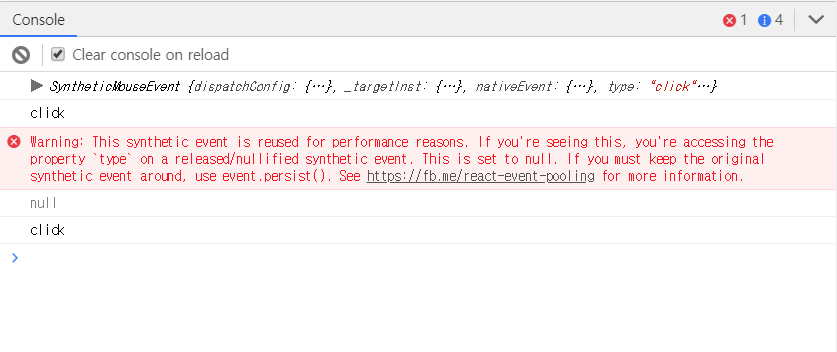 Console
1
4
Clear console on reload
SyntheticMouseEvent {dispatchConfig: {…}, _targetInst: {…}, nativeEvent: {…}, type: "click"…}
click
Warning: This synthetic event is reused for performance reasons. If you're seeing this, you're accessing the
property `type` on a released/nullified synthetic event. This is set to null. If you must keep the original
synthetic event around, use event.persist(). See https://fb.me/react-event-pooling for more information.
null
click